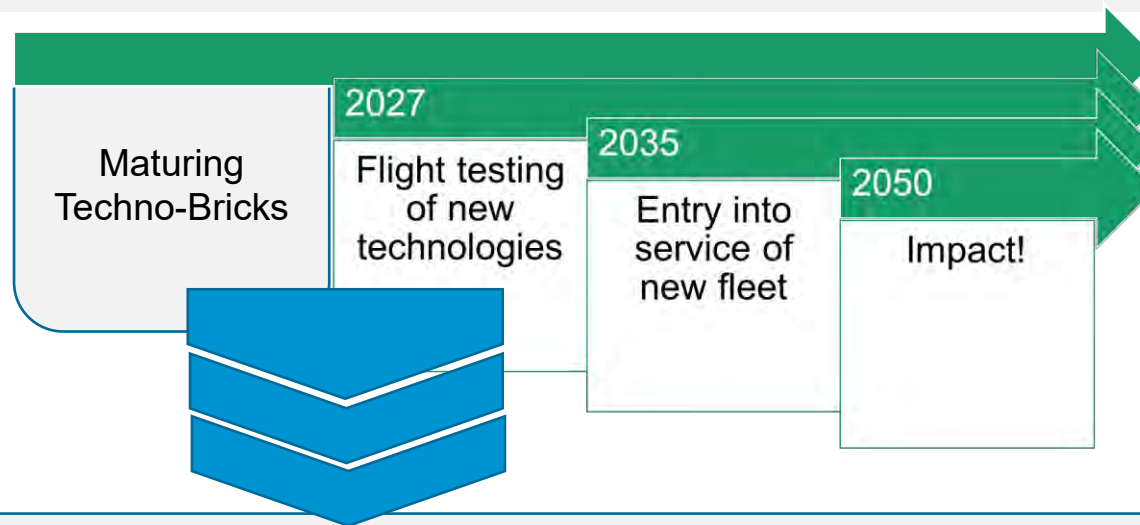 Maturing
Techno-Bricks
2027
Flight testing
of new
technologies
2035
Entry into
service of
new fleet
2050
Impact!